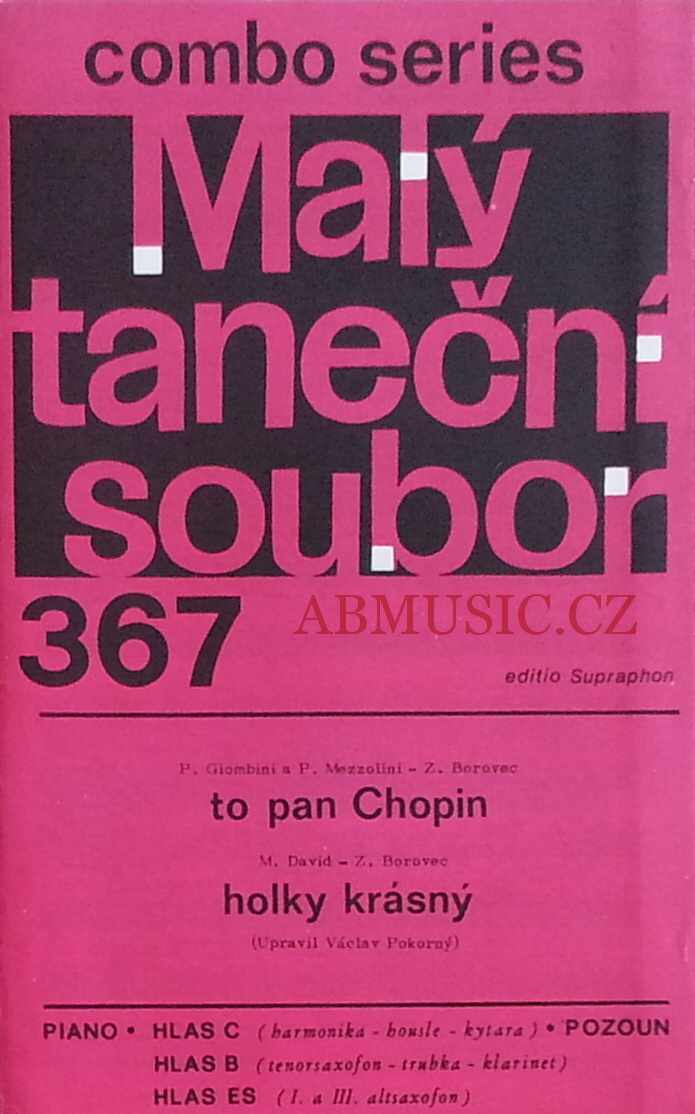 combo series
Malý
taneční
soubor
367
ABMUSIC.CZ
editio Supraphon
P. Giombini a P. Mezzolini - Z. Borovec
to pan Chopin
M. David - Z. Borovec
holky krásný
(Upravil Václav Pokorný)
PIANO • HLAS C (harmonika - housle - kytara) • POZOUN
HLAS B (tenorsaxofon - trubka - klarinet)
HLAS ES (I. a III. altsaxofon)